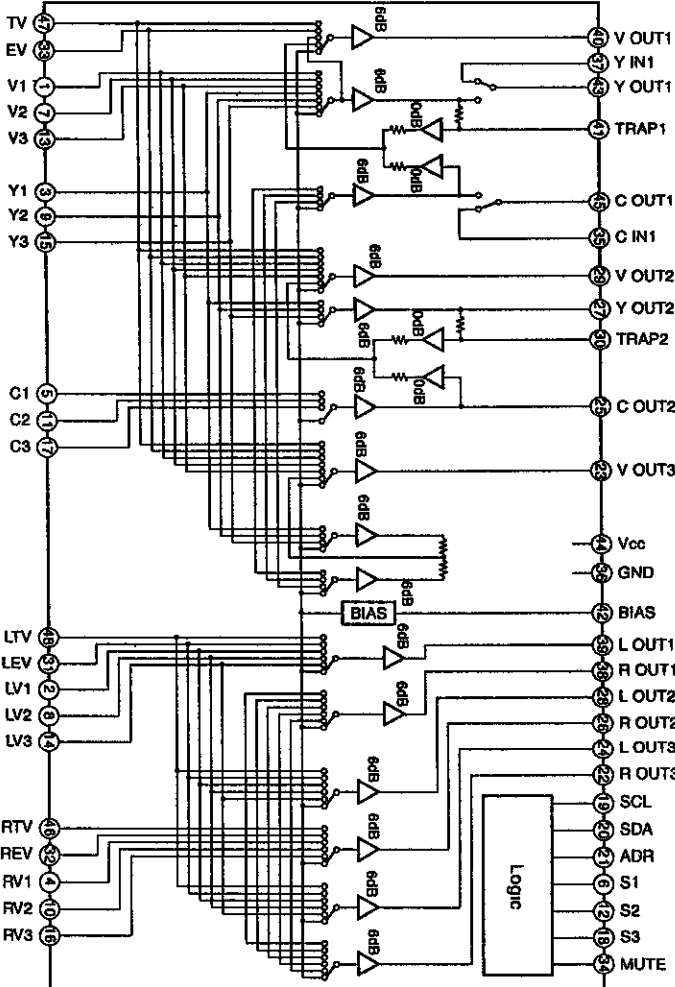 TV 47
EV 33
V1 1
V2 7
V3 13
Y1 3
Y2 9
Y3 15
C1 5
C2 11
C3 17
LTV 48
LEV 31
LV1 2
LV2 8
LV3 14
RTV 46
REV 32
RV1 4
RV2 10
RV3 16
6dB
6dB
0dB
0dB
6dB
6dB
6dB
0dB
0dB
6dB
6dB
6dB
6dB
BIAS
6dB
6dB
6dB
6dB
6dB
6dB
Logic
40 V OUT1
37 Y IN1
43 Y OUT1
41 TRAP1
45 C OUT1
35 C IN1
29 V OUT2
27 Y OUT2
30 TRAP2
25 C OUT2
23 V OUT3
44 Vcc
36 GND
42 BIAS
39 L OUT1
38 R OUT1
28 L OUT2
26 R OUT2
24 L OUT3
22 R OUT3
19 SCL
20 SDA
21 ADR
6 S1
12 S2
18 S3
34 MUTE